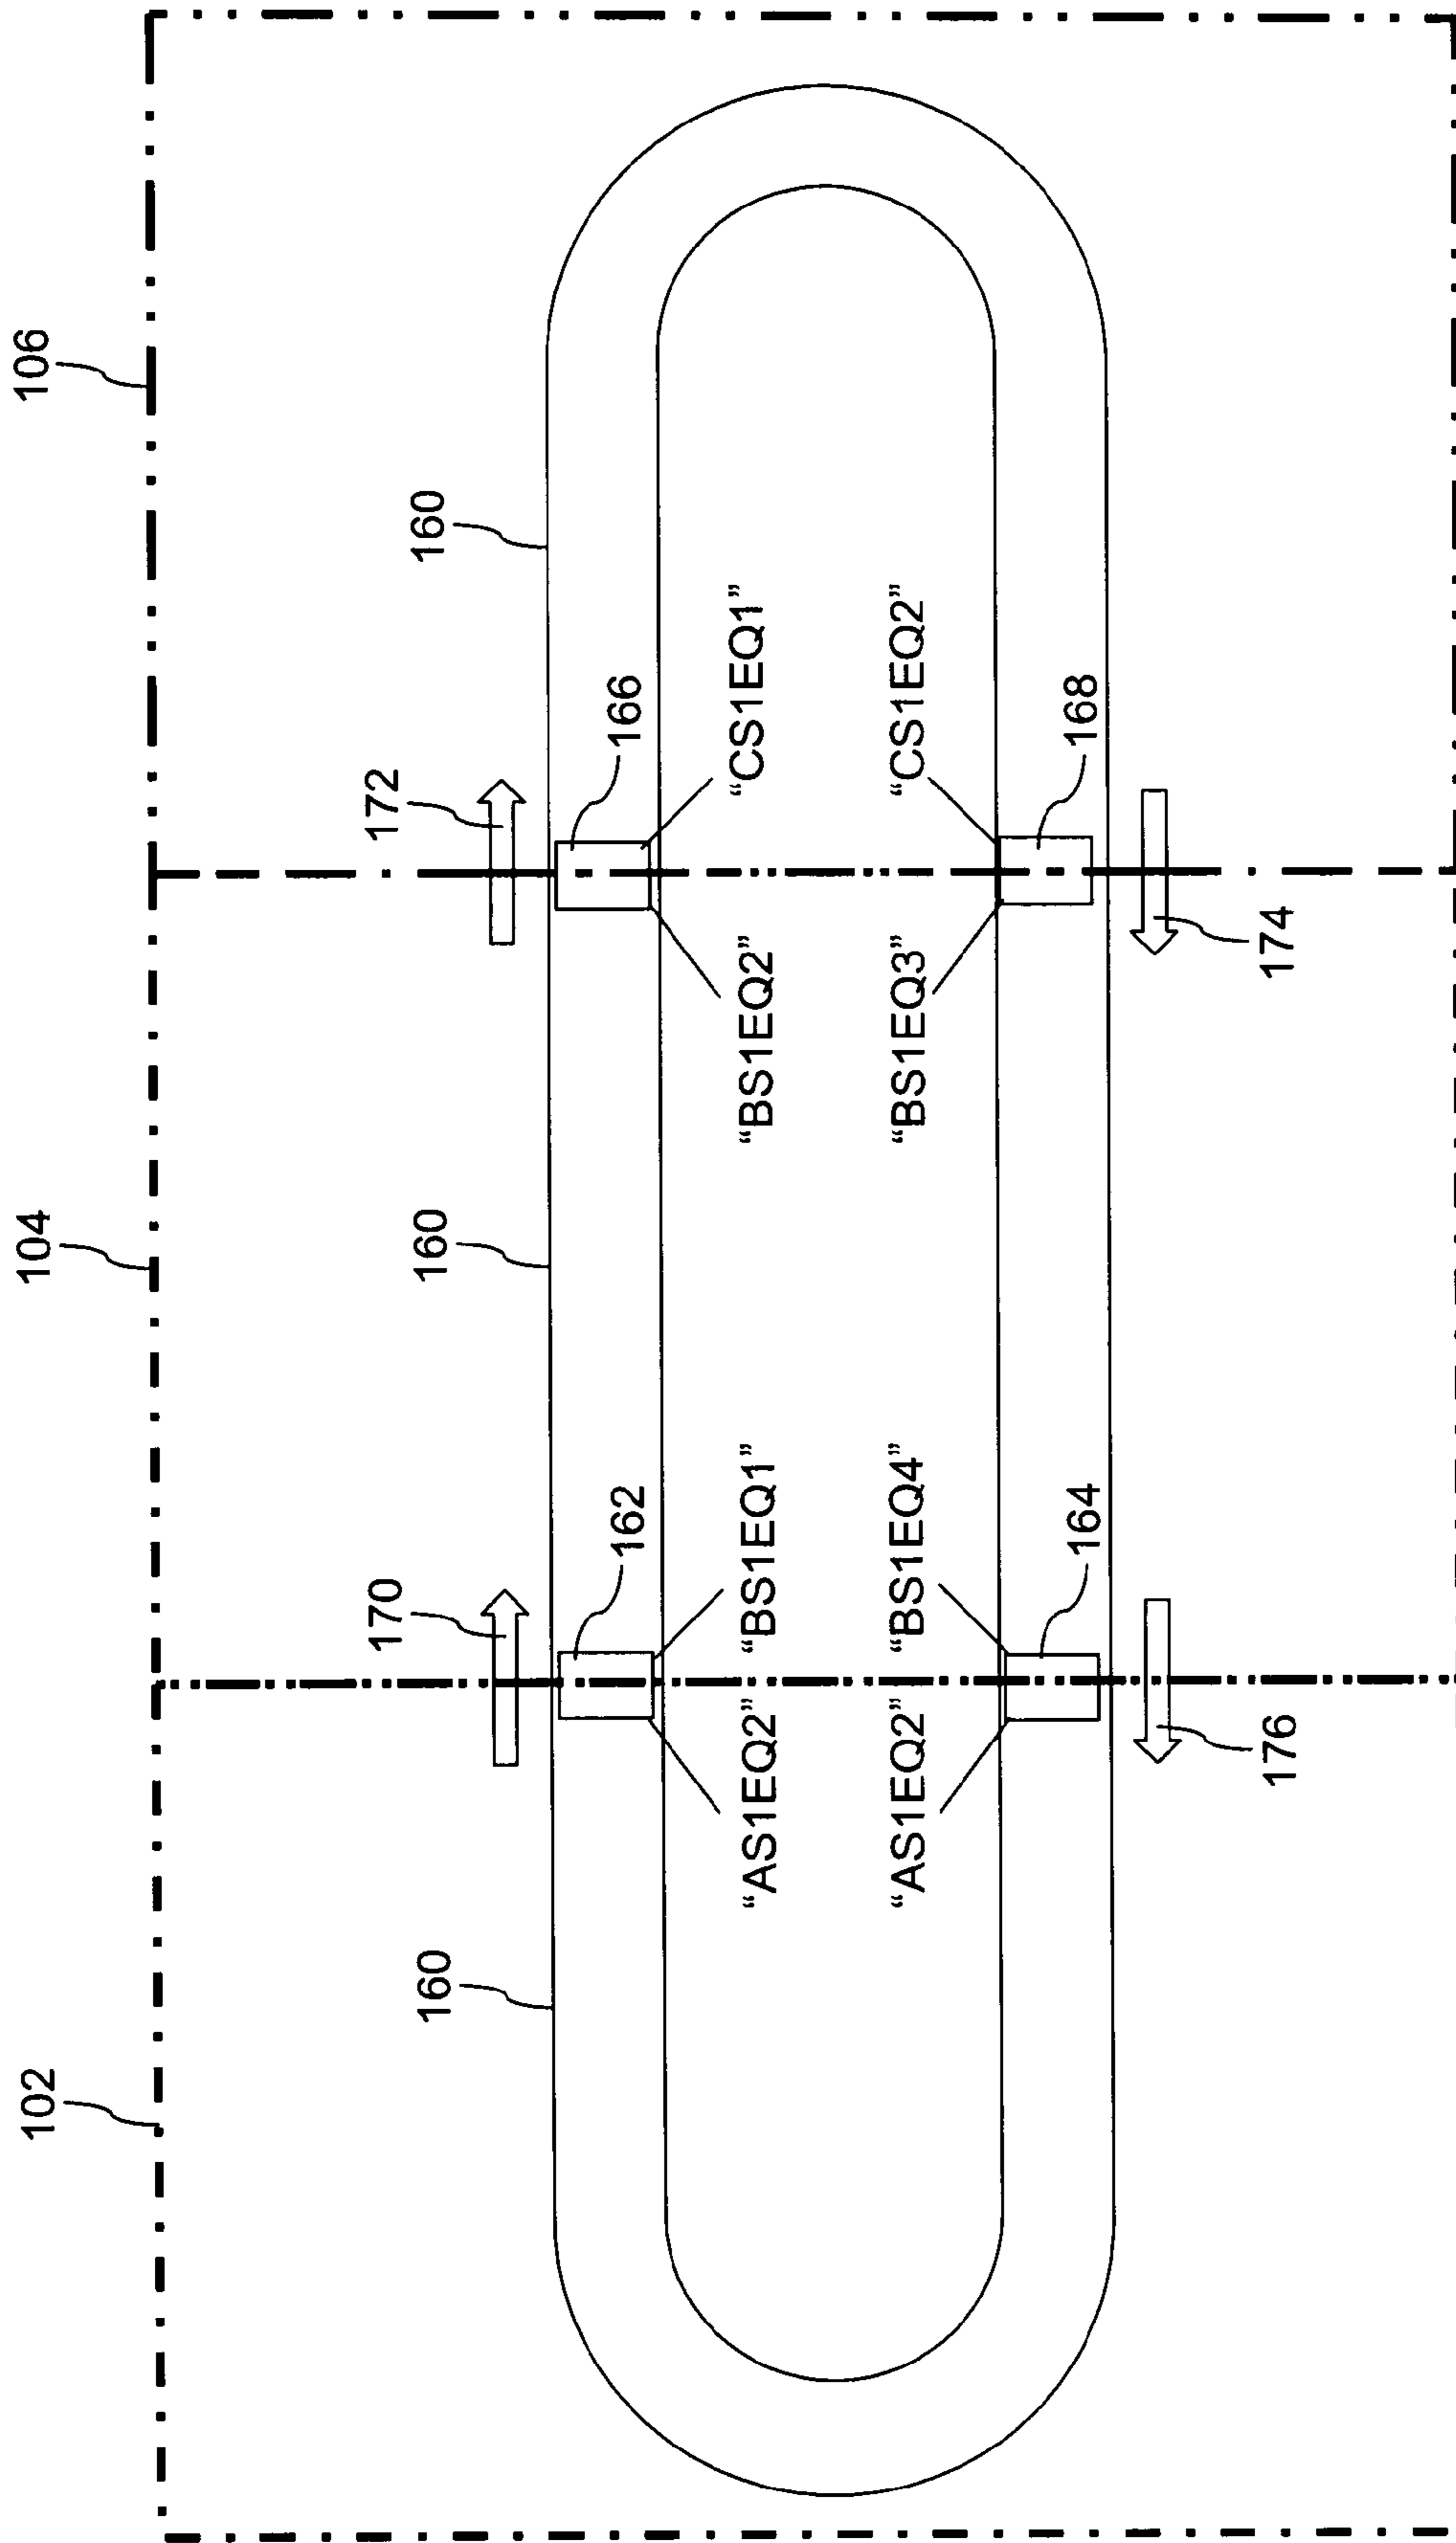 102
104
106
160
170
160
172
160
162
166
"AS1EQ2"
"BS1EQ1"
"BS1EQ2"
"CS1EQ1"
"AS1EQ2"
"BS1EQ4"
"BS1EQ3"
"CS1EQ2"
164
168
176
174